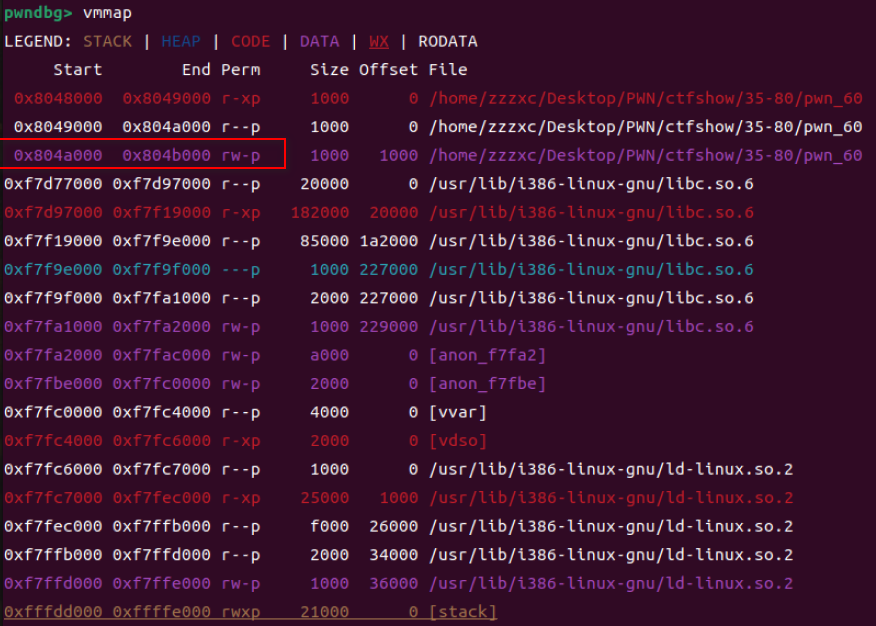 pwndbg> vmmap
LEGEND: STACK | HEAP | CODE | DATA | WX | RODATA
Start End Perm Size Offset File
0x8048000 0x8049000 r-xp 1000 0 /home/zzzxc/Desktop/PWN/ctfshow/35-80/pwn_60
0x8049000 0x804a000 r--p 1000 0 /home/zzzxc/Desktop/PWN/ctfshow/35-80/pwn_60
0x804a000 0x804b000 rw-p 1000 1000 /home/zzzxc/Desktop/PWN/ctfshow/35-80/pwn_60
0xf7d77000 0xf7d97000 r--p 20000 0 /usr/lib/i386-linux-gnu/libc.so.6
0xf7d97000 0xf7f19000 r-xp 182000 20000 /usr/lib/i386-linux-gnu/libc.so.6
0xf7f19000 0xf7f9e000 r--p 85000 1a2000 /usr/lib/i386-linux-gnu/libc.so.6
0xf7f9e000 0xf7f9f000 ---p 1000 227000 /usr/lib/i386-linux-gnu/libc.so.6
0xf7f9f000 0xf7fa1000 r--p 2000 227000 /usr/lib/i386-linux-gnu/libc.so.6
0xf7fa1000 0xf7fa2000 rw-p 1000 229000 /usr/lib/i386-linux-gnu/libc.so.6
0xf7fa2000 0xf7fac000 rw-p a000 0 [anon_f7fa2]
0xf7fbe000 0xf7fc0000 rw-p 2000 0 [anon_f7fbe]
0xf7fc0000 0xf7fc4000 r--p 4000 0 [vvar]
0xf7fc4000 0xf7fc6000 r-xp 2000 0 [vdso]
0xf7fc6000 0xf7fc7000 r--p 1000 0 /usr/lib/i386-linux-gnu/ld-linux.so.2
0xf7fc7000 0xf7fec000 r-xp 25000 1000 /usr/lib/i386-linux-gnu/ld-linux.so.2
0xf7fec000 0xf7ffb000 r--p f000 26000 /usr/lib/i386-linux-gnu/ld-linux.so.2
0xf7ffb000 0xf7ffd000 r--p 2000 34000 /usr/lib/i386-linux-gnu/ld-linux.so.2
0xf7ffd000 0xf7ffe000 rw-p 1000 36000 /usr/lib/i386-linux-gnu/ld-linux.so.2
0xfffdd000 0xffffe000 rwxp 21000 0 [stack]